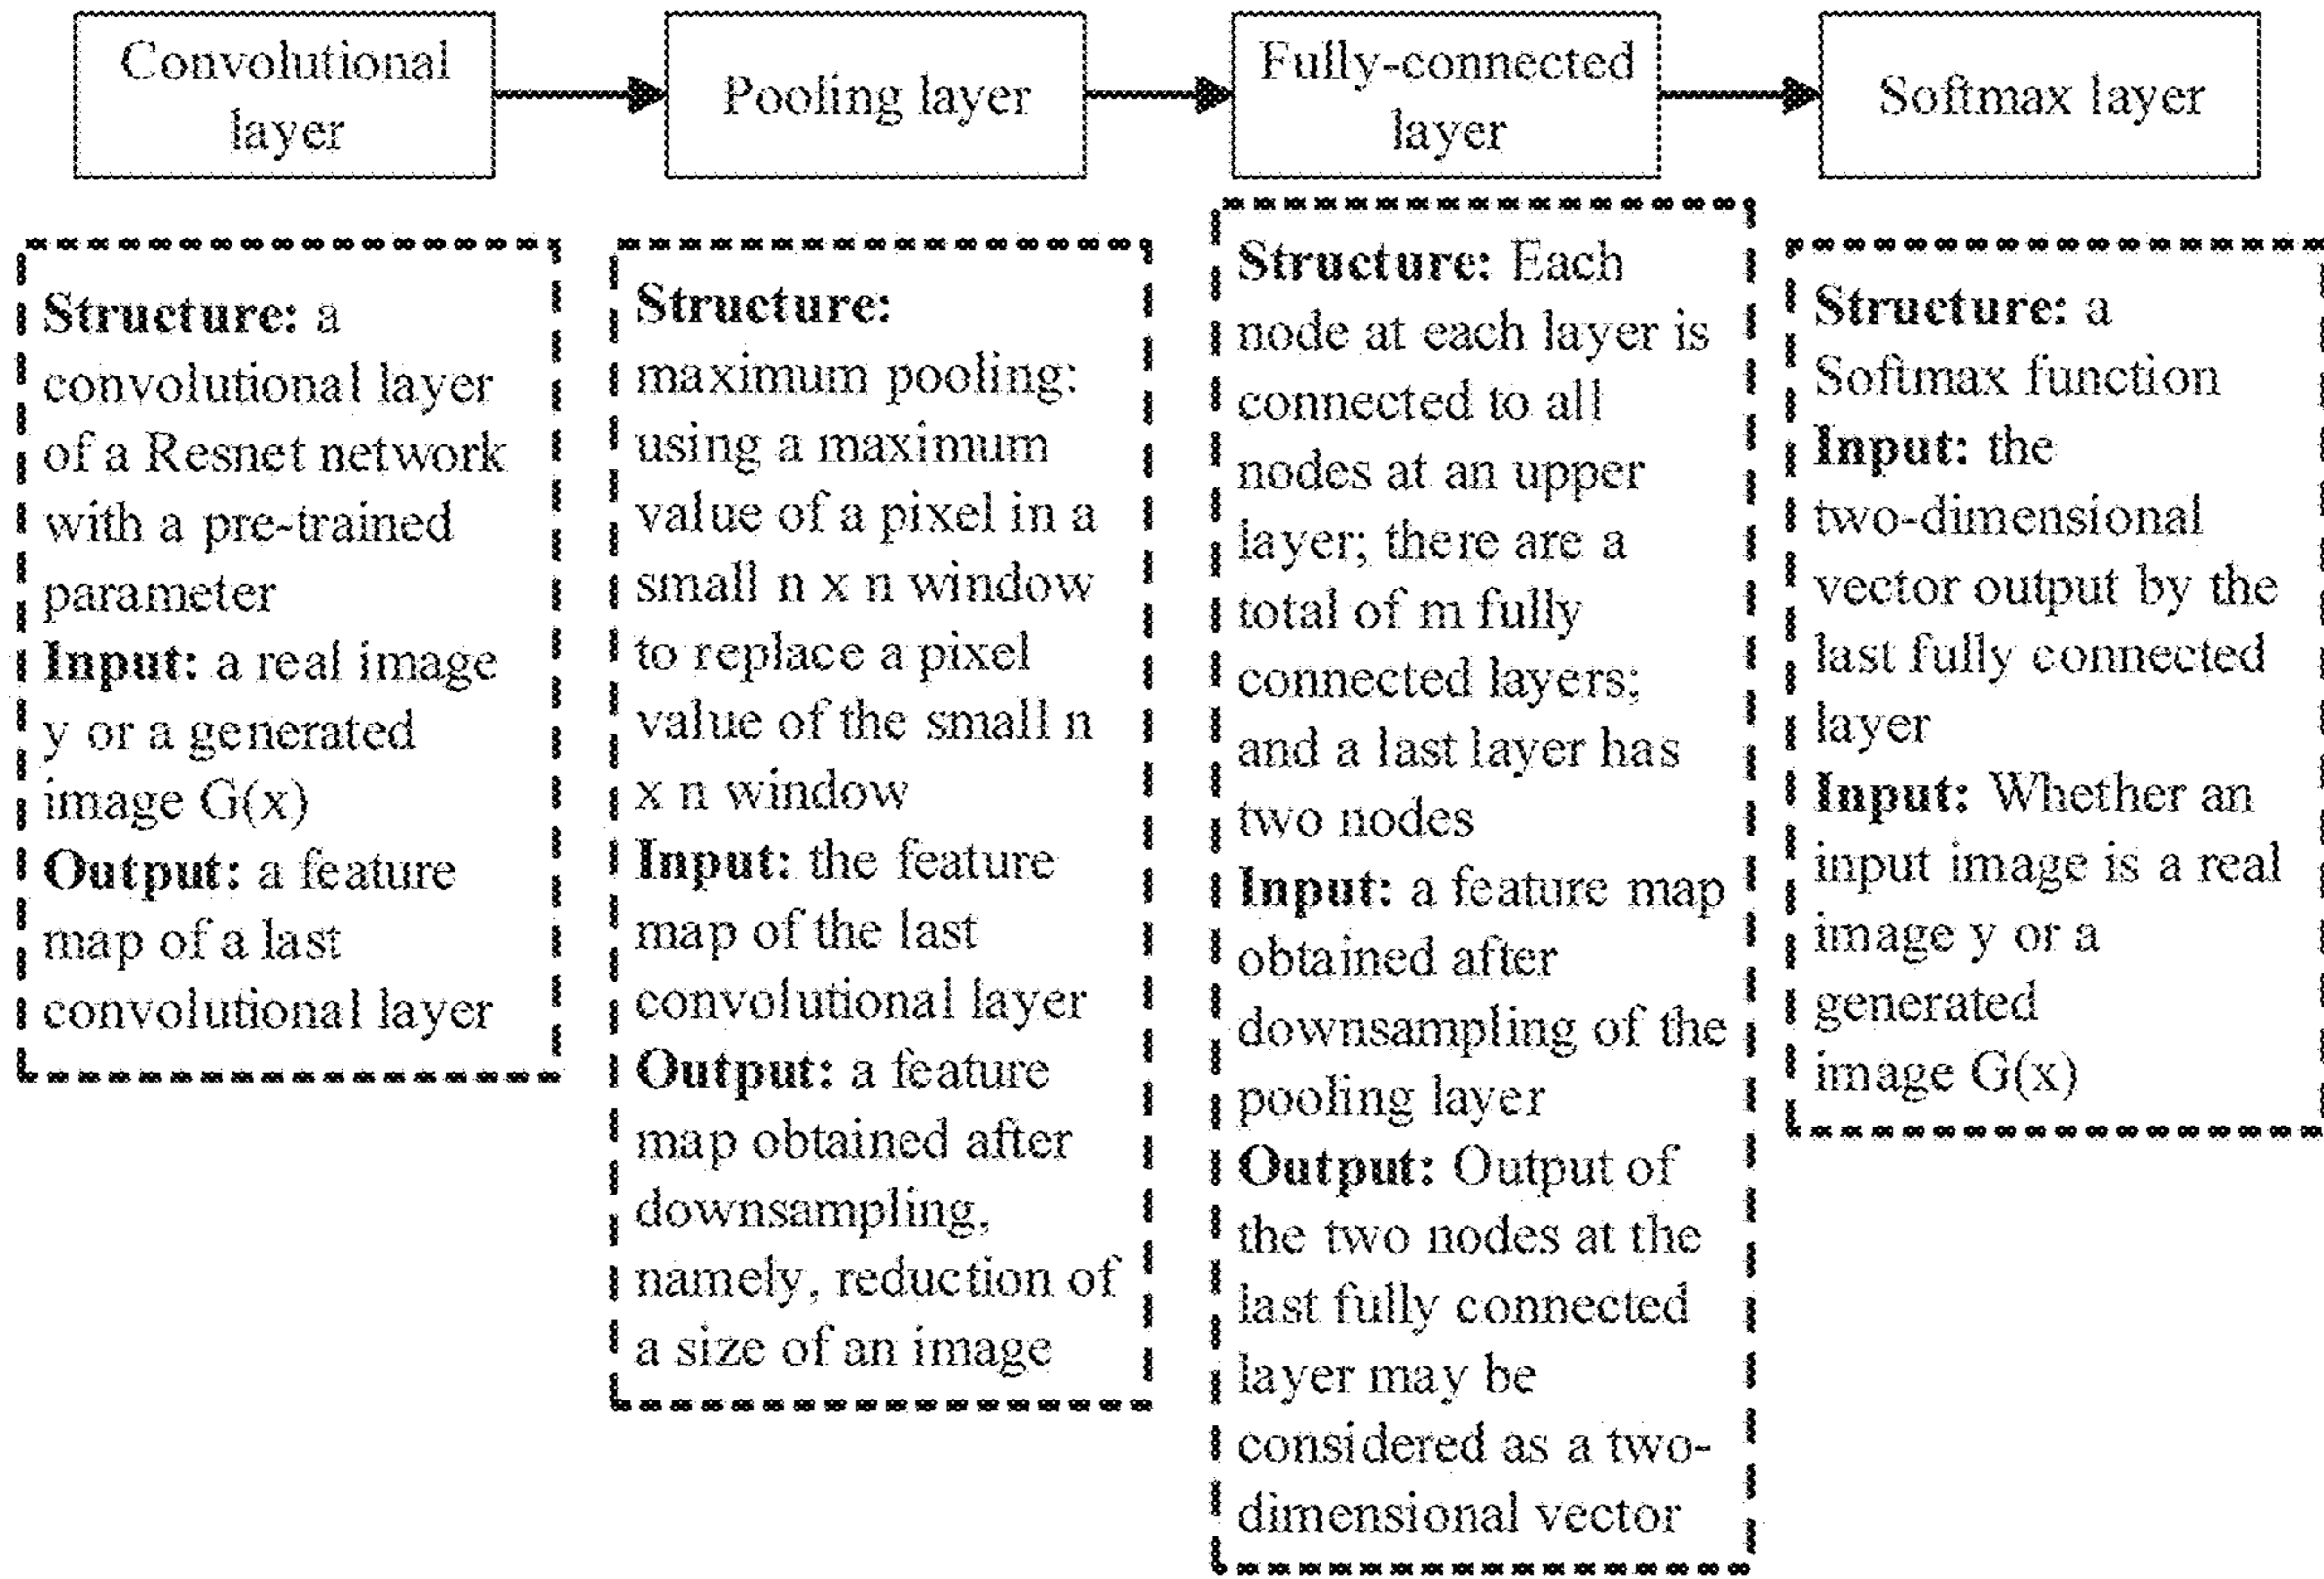 Convolutional
layer
Pooling layer
Fully-connected
layer
Softmax layer
Structure: a
convolutional layer
of a Resnet network
with a pre-trained
parameter
Input: a real image
y or a generated
image G(x)
Output: a feature
map of a last
convolutional layer
Structure:
maximum pooling:
using a maximum
value of a pixel in a
small n x n window
to replace a pixel
value of the small n
x n window
Input: the feature
map of the last
convolutional layer
Output: a feature
map obtained after
downsampling,
namely, reduction of
a size of an image
Structure: Each
node at each layer is
connected to all
nodes at an upper
layer; there are a
total of m fully
connected layers;
and a last layer has
two nodes
Input: a feature map
obtained after
downsampling of the
pooling layer
Output: Output of
the two nodes at the
last fully connected
layer may be
considered as a two-
dimensional vector
Structure: a
Softmax function
Input: the
two-dimensional
vector output by the
last fully connected
layer
Input: Whether an
input image is a real
image y or a
generated
image G(x)